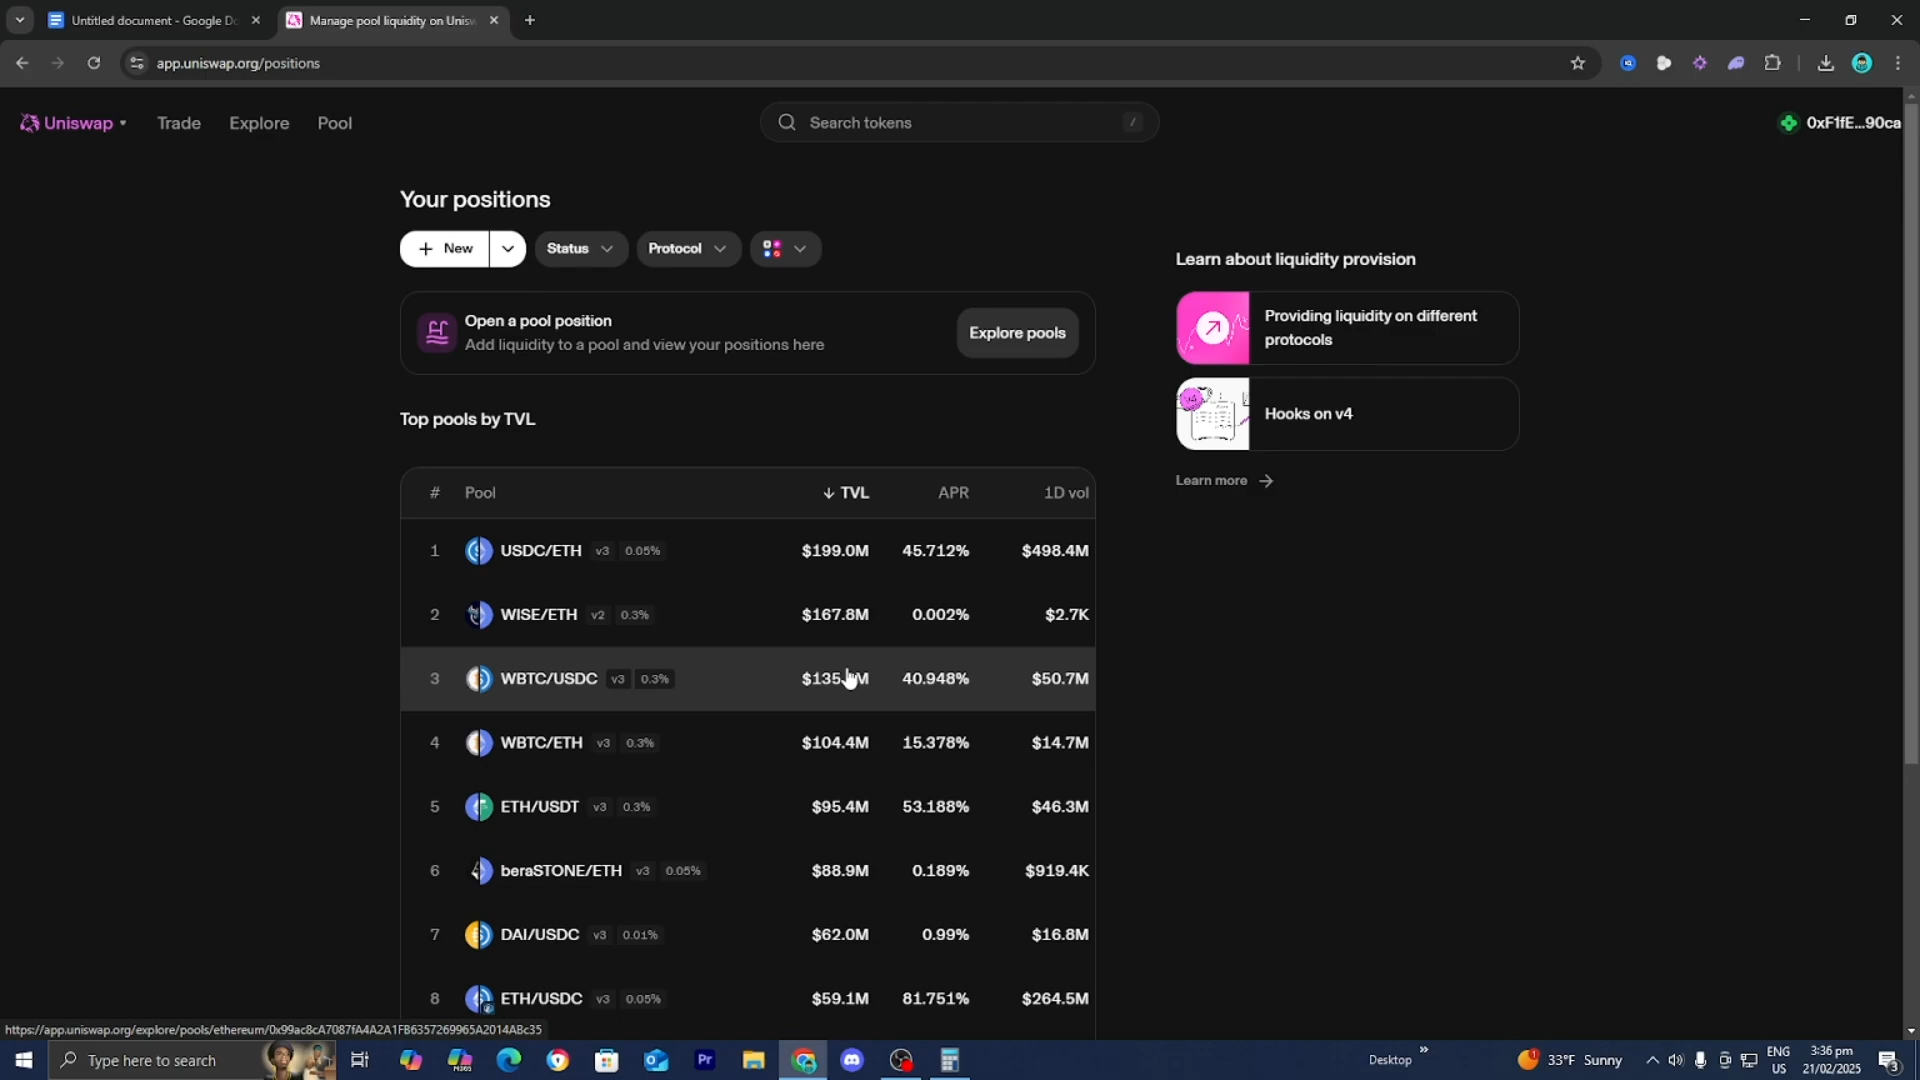 Untitled document - Google Do
Manage pool liquidity on Unisw
app.uniswap.org/positions
Uniswap
Trade
Explore
Pool
Search tokens
/
0xF1fE...90ca
Your positions
+ New
Status
Protocol
Open a pool position
Add liquidity to a pool and view your positions here
Explore pools
Learn about liquidity provision
Providing liquidity on different
protocols
v4
Hooks on v4
Learn more →
Top pools by TVL
# Pool ↓ TVL APR 1D vol
1 USDC/ETH v3 0.05% $199.0M 45.712% $498.4M
2 WISE/ETH v2 0.3% $167.8M 0.002% $2.7K
3 WBTC/USDC v3 0.3% $135 M 40.948% $50.7M
4 WBTC/ETH v3 0.3% $104.4M 15.378% $14.7M
5 ETH/USDT v3 0.3% $95.4M 53.188% $46.3M
6 beraSTONE/ETH v3 0.05% $88.9M 0.189% $919.4K
7 DAI/USDC v3 0.01% $62.0M 0.99% $16.8M
8 ETH/USDC v3 0.05% $59.1M 81.751% $264.5M
https://app.uniswap.org/explore/pools/ethereum/0x99ac8cA7087fA4A2A1FB6357269965A2014ABc35
Type here to search
M365
Pr
Desktop
1
33°F Sunny
ENG
US
3:36 pm
21/02/2025
3